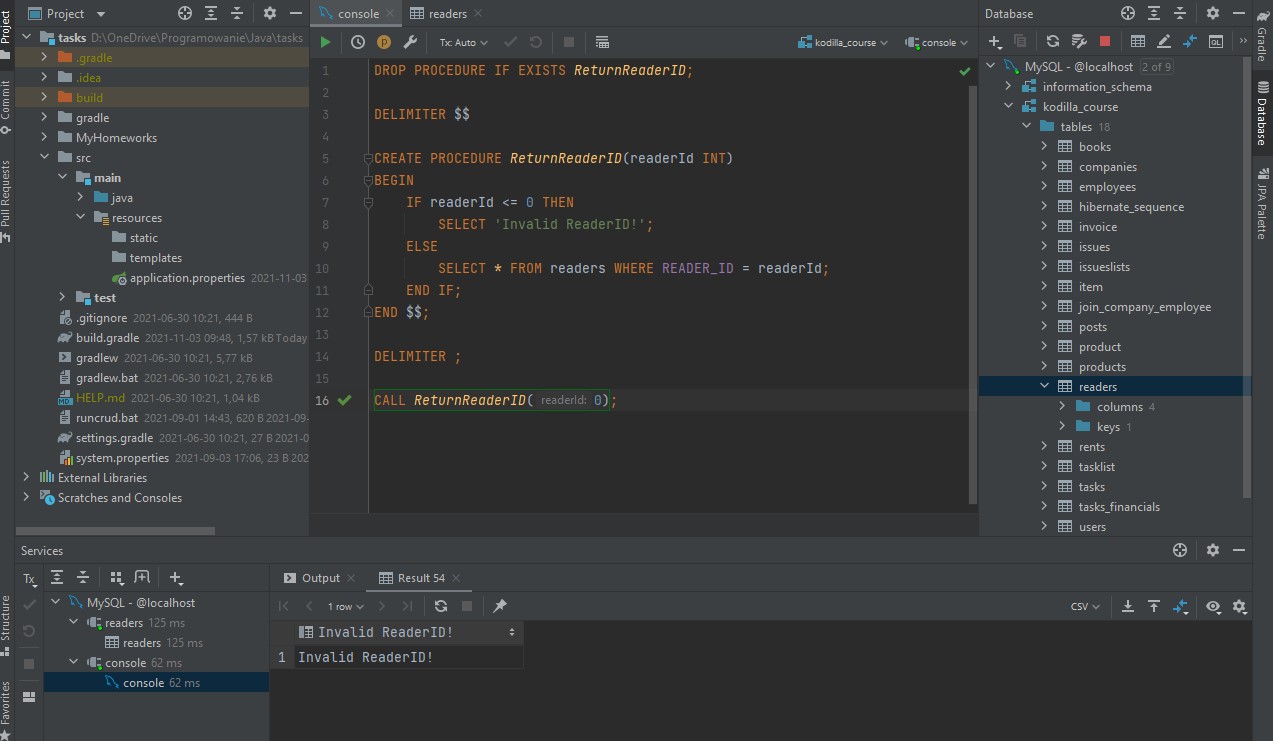 Project
console
readers
Database
tasks D:\OneDrive\Programowanie\Java\tasks
.gradle
.idea
build
gradle
MyHomeworks
src
main
java
resources
static
templates
application.properties 2021-11-03
test
.gitignore 2021-06-30 10:21, 444 B
build.gradle 2021-11-03 09:48, 1,57 kB Today
gradlew 2021-06-30 10:21, 5,77 kB
gradlew.bat 2021-06-30 10:21, 2,76 kB
HELP.md 2021-06-30 10:21, 1,04 kB
runcrud.bat 2021-09-01 14:43, 620 B 2021-09-
settings.gradle 2021-06-30 10:21, 27 B 2021-0
system.properties 2021-09-03 17:06, 23 B 202
External Libraries
Scratches and Consoles
Project
Commit
Pull Requests
Structure
Favorites
Tx: Auto
kodilla_course
console
1 DROP PROCEDURE IF EXISTS ReturnReaderID;
2
3 DELIMITER $$
4
5 CREATE PROCEDURE ReturnReaderID(readerId INT)
6 BEGIN
7 IF readerId <= 0 THEN
8 SELECT 'Invalid ReaderID!';
9 ELSE
10 SELECT * FROM readers WHERE READER_ID = readerId;
11 END IF;
12 END $$;
13
14 DELIMITER ;
15
16 CALL ReturnReaderID( readerId: 0);
MySQL - @localhost 2 of 9
information_schema
kodilla_course
tables 18
books
companies
employees
hibernate_sequence
invoice
issues
issueslists
item
join_company_employee
posts
product
products
readers
columns 4
keys 1
rents
tasklist
tasks
tasks_financials
users
Gradle
Database
JPA Palette
Services
Tx
MySQL - @localhost
readers 125 ms
readers 125 ms
console 62 ms
console 62 ms
Output
Result 54
1 row
CSV
Invalid ReaderID!
1 Invalid ReaderID!